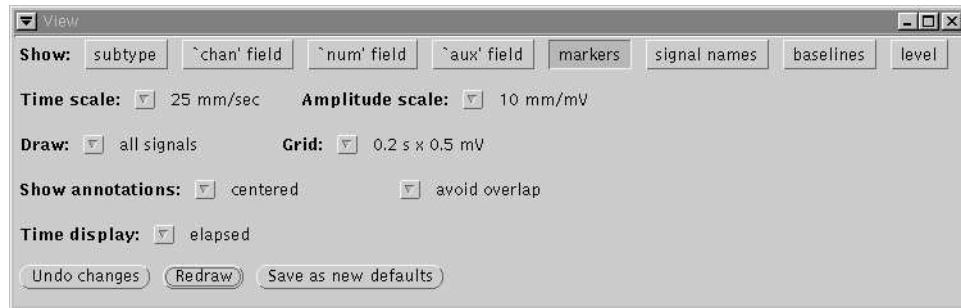 View
Show: subtype `chan' field `num' field `aux' field markers signal names baselines level
Time scale: 25 mm/sec Amplitude scale: 10 mm/mV
Draw: all signals Grid: 0.2 s x 0.5 mV
Show annotations: centered avoid overlap
Time display: elapsed
Undo changes Redraw Save as new defaults